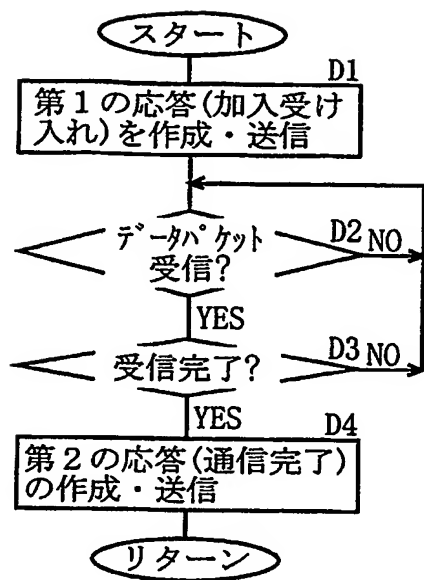 スタート
D1
第1の応答(加入受け
入れ)を作成・送信
データパケット
受信?
D2
NO
YES
受信完了?
D3
NO
YES
D4
第2の応答(通信完了)
の作成・送信
リターン